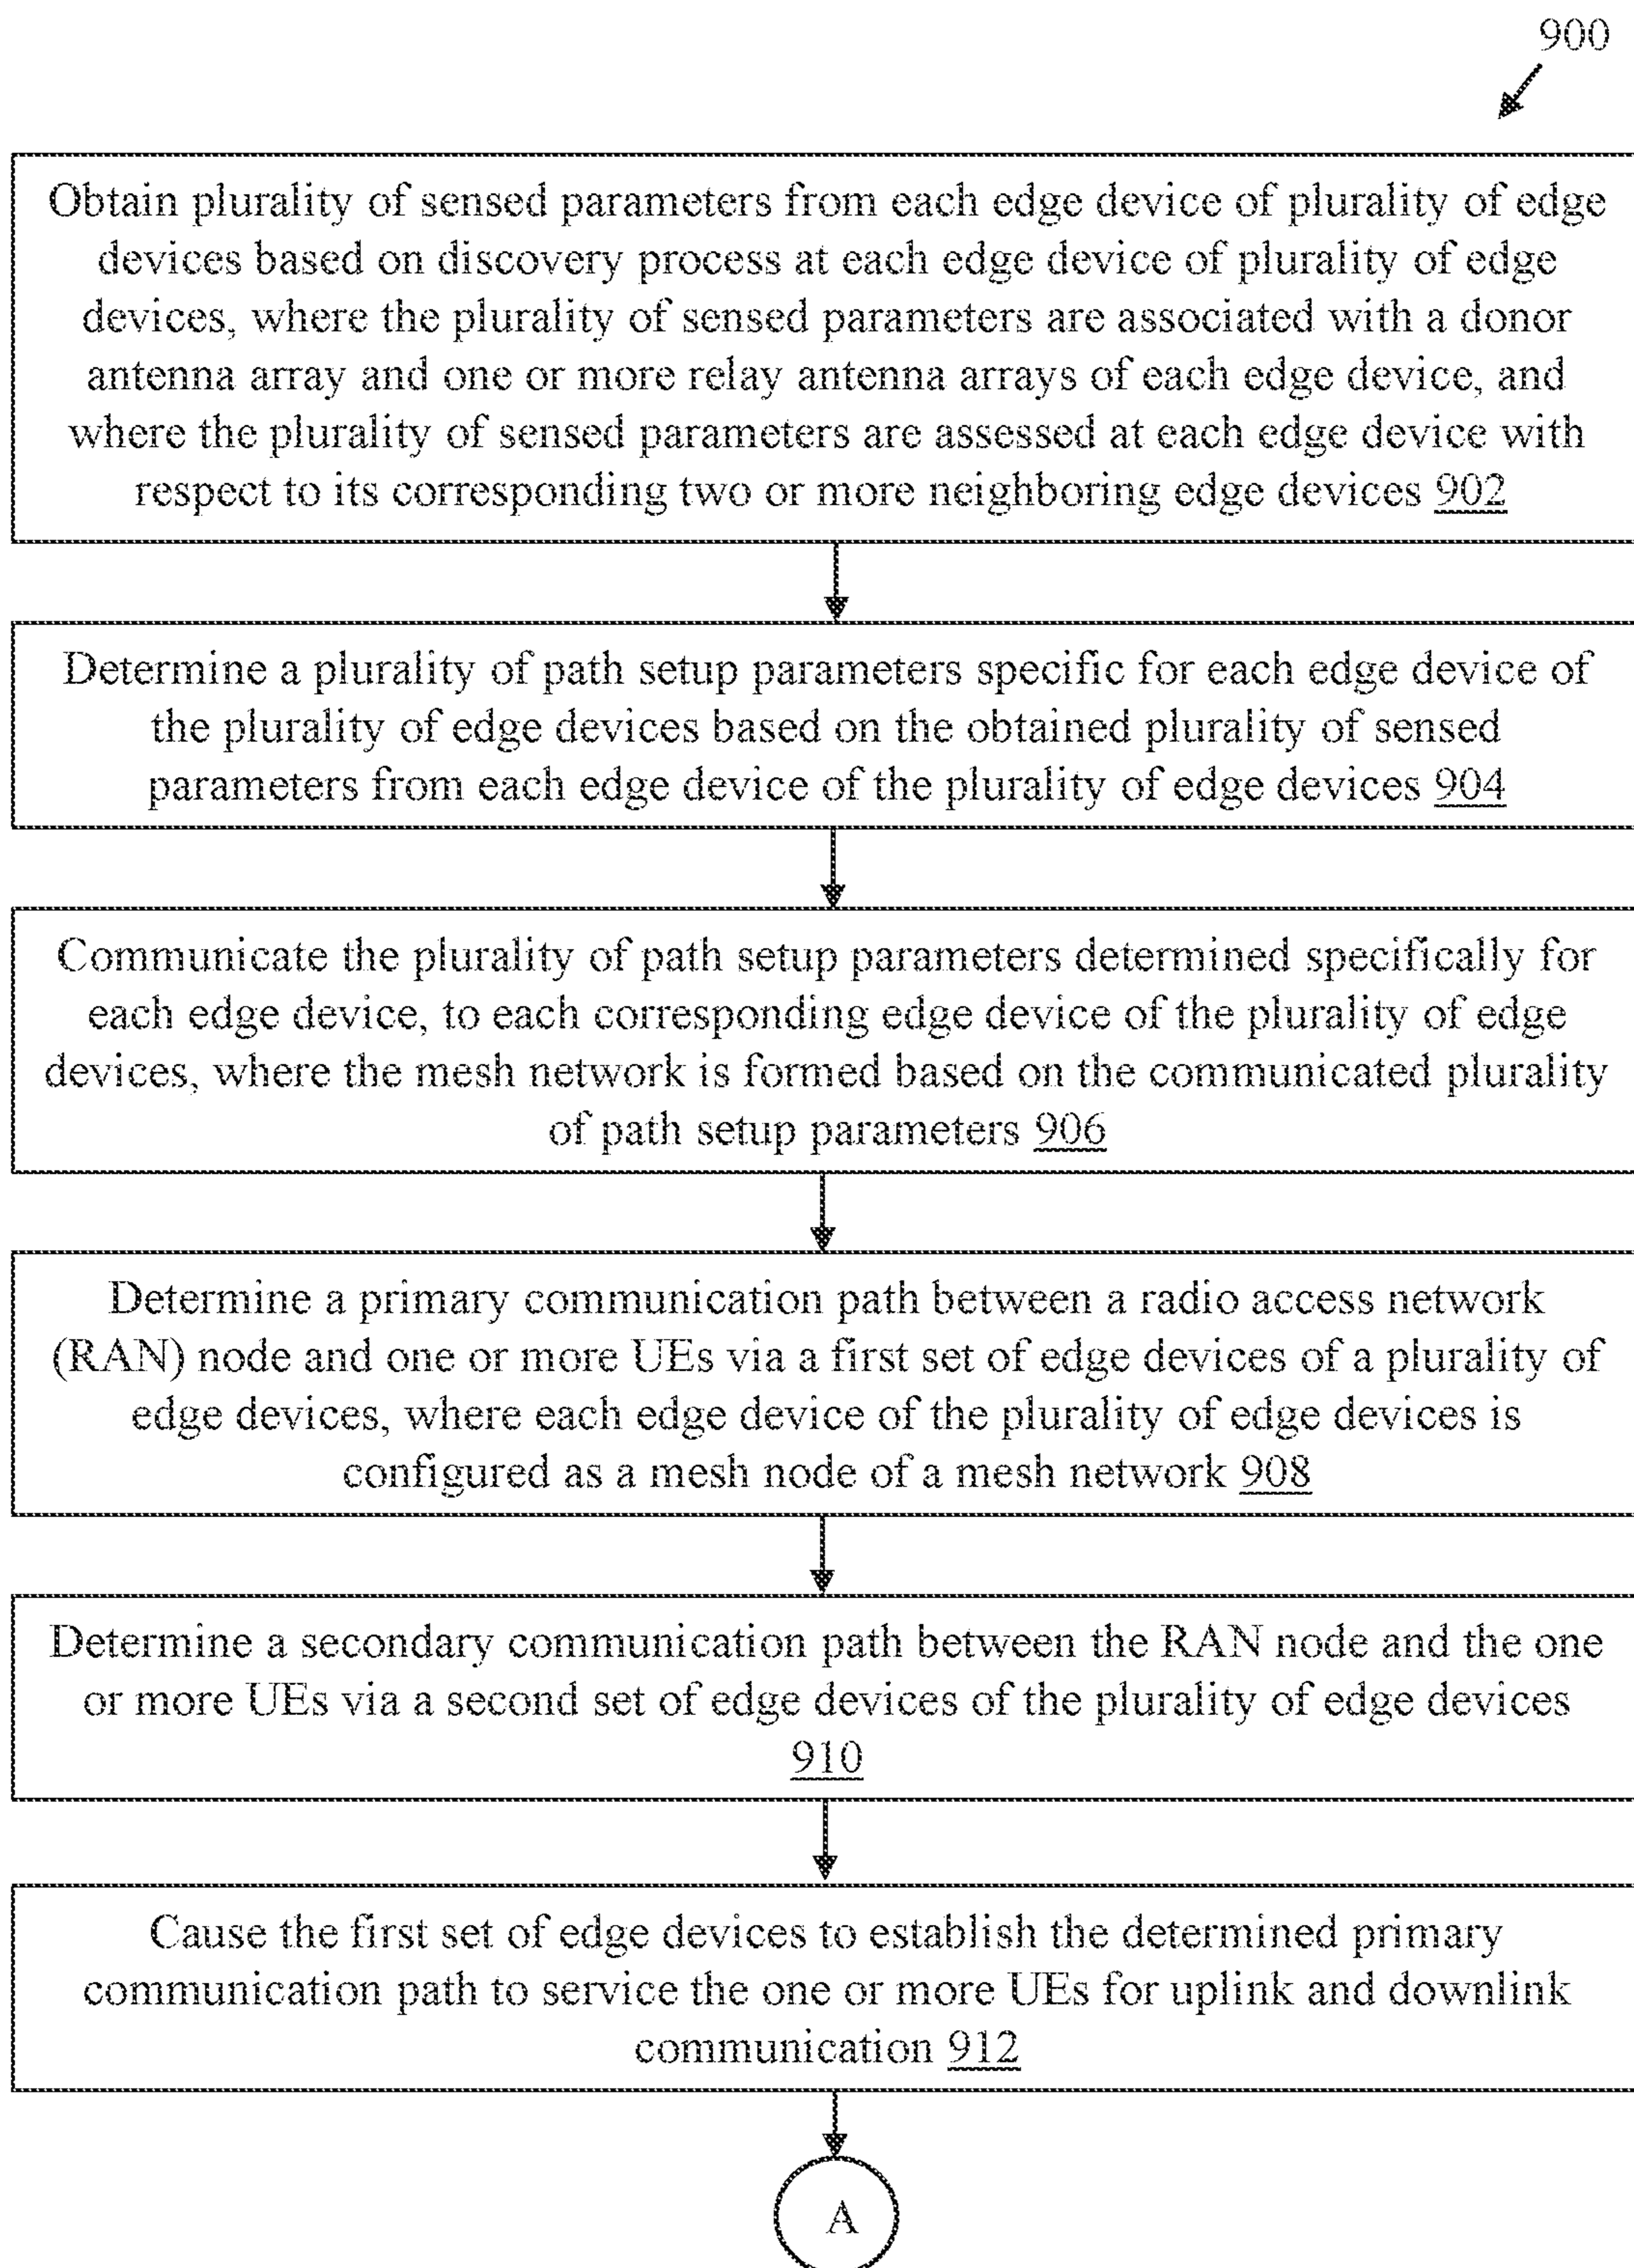 900
Obtain plurality of sensed parameters from each edge device of plurality of edge
devices based on discovery process at each edge device of plurality of edge
devices, where the plurality of sensed parameters are associated with a donor
antenna array and one or more relay antenna arrays of each edge device, and
where the plurality of sensed parameters are assessed at each edge device with
respect to its corresponding two or more neighboring edge devices 902
Determine a plurality of path setup parameters specific for each edge device of
the plurality of edge devices based on the obtained plurality of sensed
parameters from each edge device of the plurality of edge devices 904
Communicate the plurality of path setup parameters determined specifically for
each edge device, to each corresponding edge device of the plurality of edge
devices, where the mesh network is formed based on the communicated plurality
of path setup parameters 906
Determine a primary communication path between a radio access network
(RAN) node and one or more UEs via a first set of edge devices of a plurality of
edge devices, where each edge device of the plurality of edge devices is
configured as a mesh node of a mesh network 908
Determine a secondary communication path between the RAN node and the one
or more UEs via a second set of edge devices of the plurality of edge devices
910
Cause the first set of edge devices to establish the determined primary
communication path to service the one or more UEs for uplink and downlink
communication 912
A